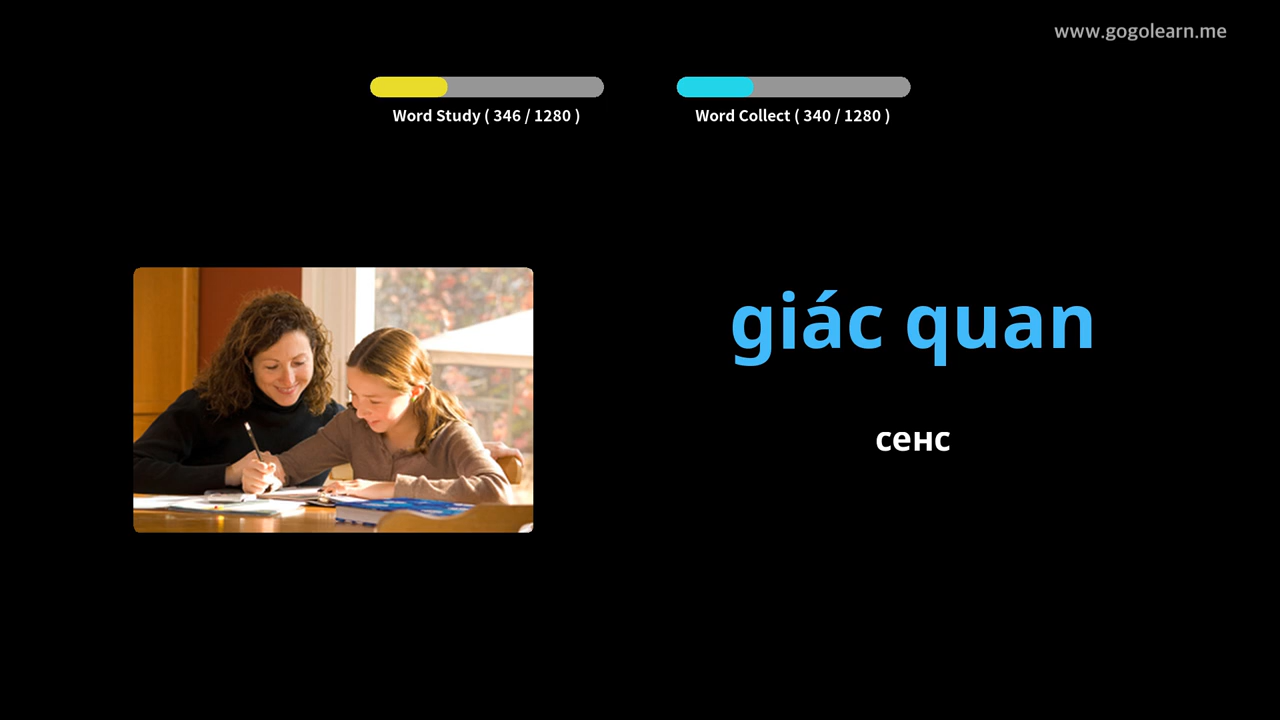 www.gogolearn.me
Word Study ( 346 / 1280 )
Word Collect ( 340 / 1280 )
giác quan
сенс